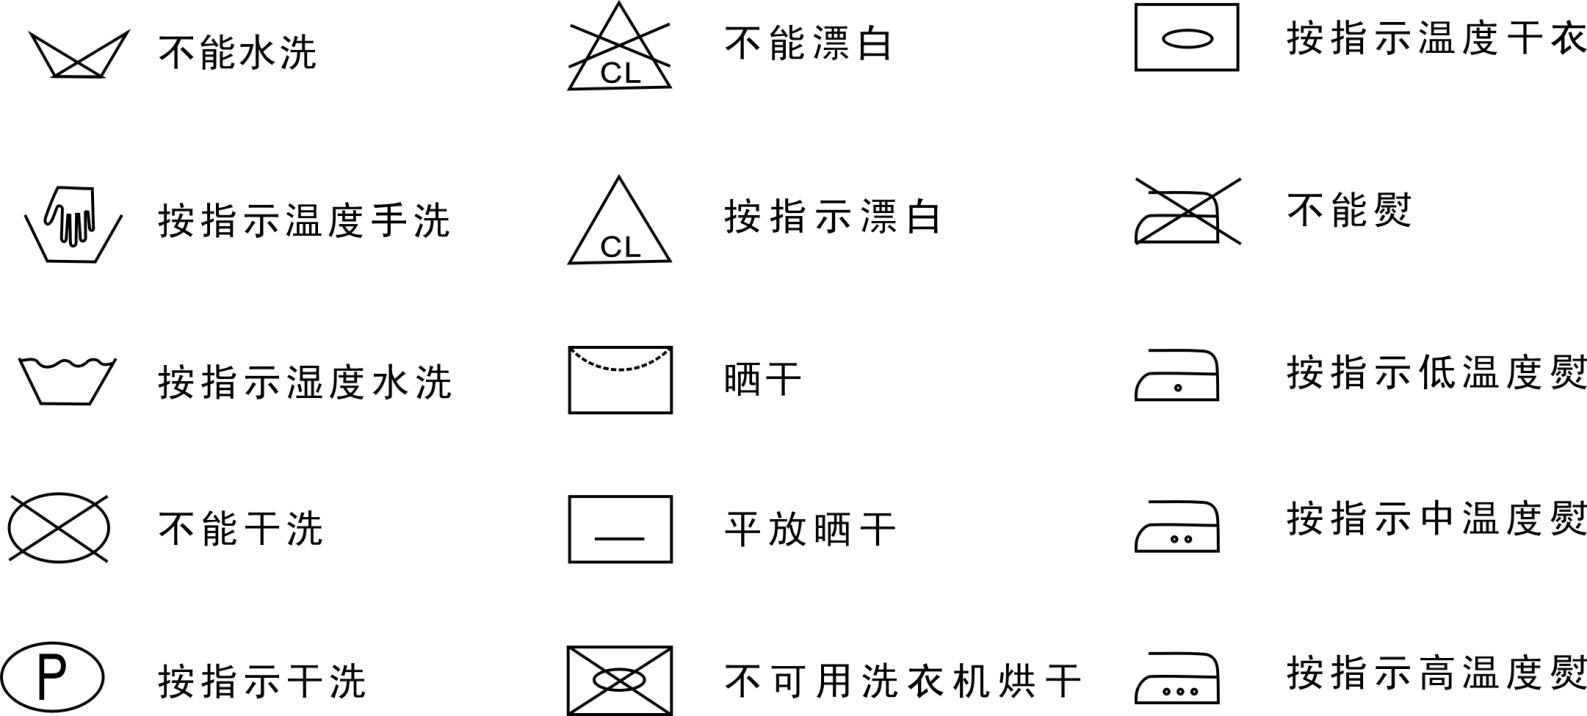 不能水洗
按指示温度手洗
按指示湿度水洗
不能干洗
P
按指示干洗
CL
不能漂白
CL
按指示漂白
晒干
平放晒干
不可用洗衣机烘干
按指示温度干衣
不能熨
按指示低温度熨
按指示中温度熨
按指示高温度熨